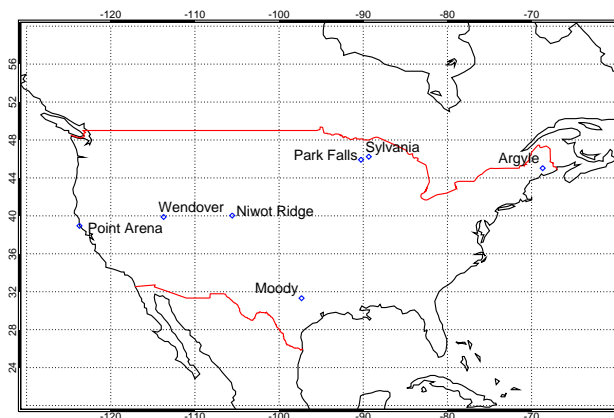 -120 -110 -100 -90 -80 -70
56
52
48
44
40
36
32
28
24
Sylvania
Park Falls
Argyle
Wendover
Niwot Ridge
Point Arena
Moody
-120 -110 -100 -90 -80 -70